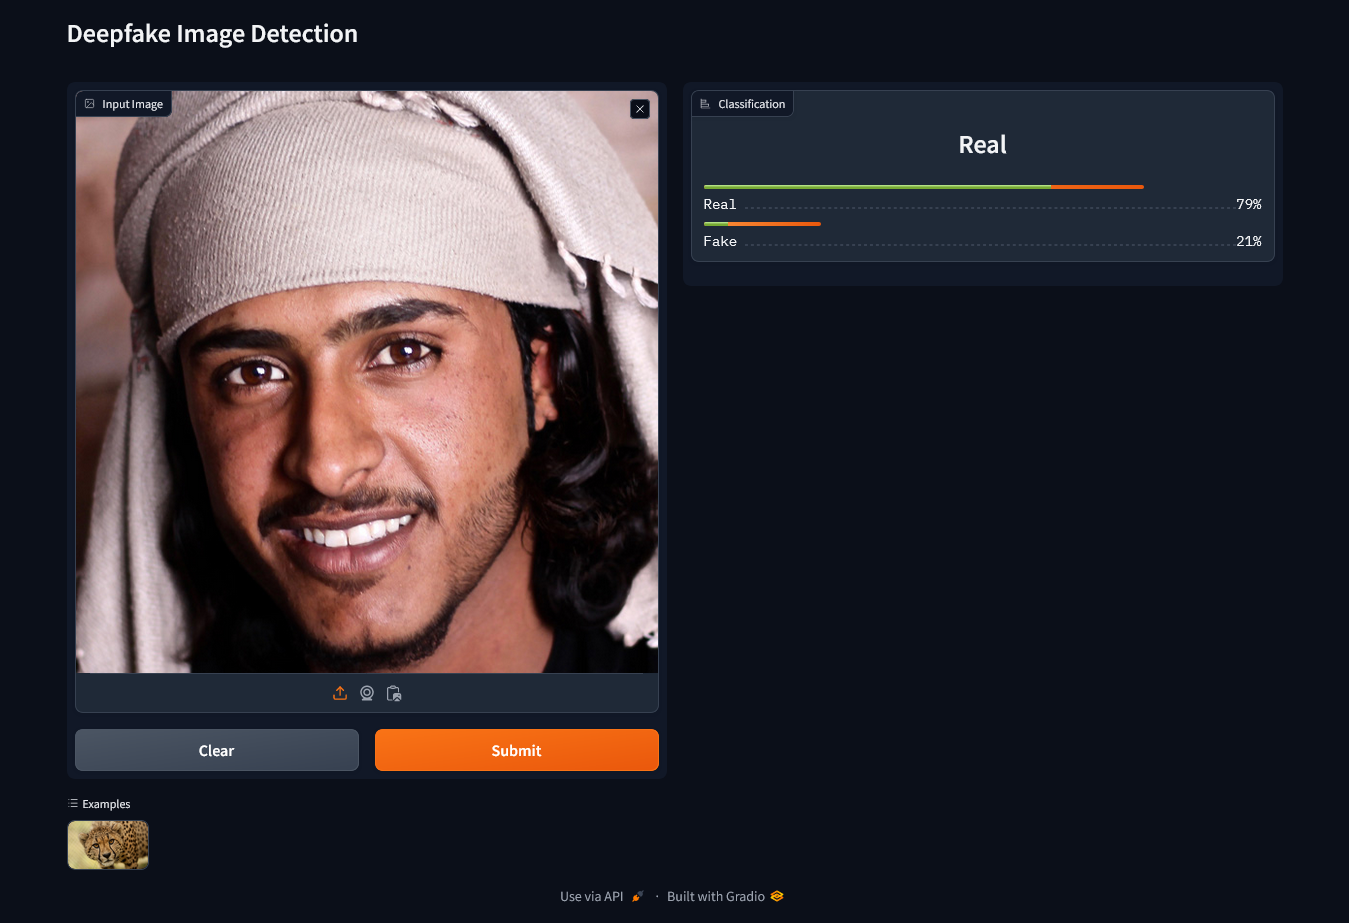 Deepfake Image Detection
Input Image
Classification
Real
Real 79%
Fake 21%
Clear
Submit
Examples
Use via API · Built with Gradio